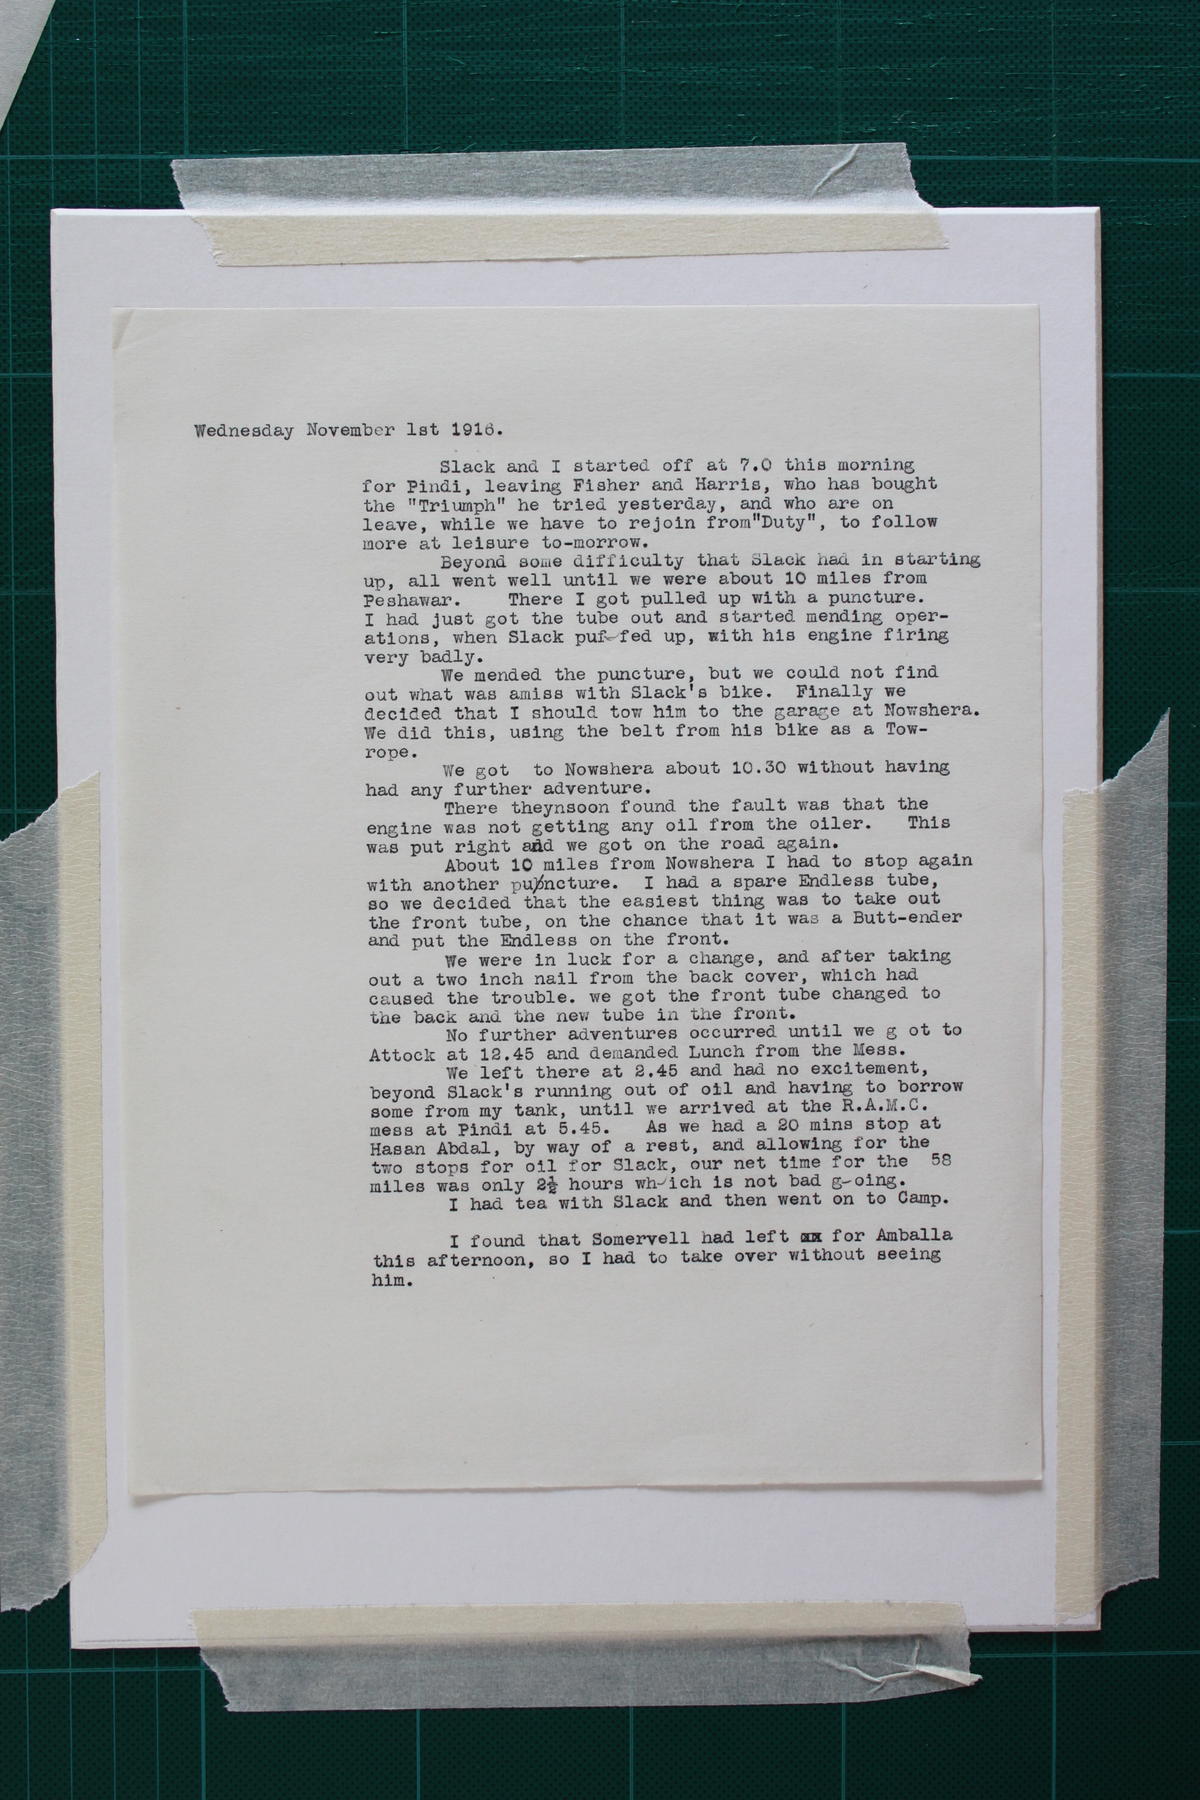 Wednesday November 1st 1916.
Slack and I started off at 7.0 this morning
for Pindi, leaving Fisher and Harris, who has bought
the "Triumph" he tried yesterday, and who are on
leave, while we have to rejoin from"Duty", to follow
more at leisure to-morrow.
Beyond some difficulty that Slack had in starting
up, all went well until we were about 10 miles from
Peshawar. There I got pulled up with a puncture.
I had just got the tube out and started mending oper-
ations, when Slack puffed up, with his engine firing
very badly.
We mended the puncture, but we could not find
out what was amiss with Slack's bike. Finally we
decided that I should tow him to the garage at Nowshera.
We did this, using the belt from his bike as a Tow-
rope.
We got to Nowshera about 10.30 without having
had any further adventure.
There theynsoon found the fault was that the
engine was not getting any oil from the oiler. This
was put right and we got on the road again.
About 10 miles from Nowshera I had to stop again
with another puncture. I had a spare Endless tube,
so we decided that the easiest thing was to take out
the front tube, on the chance that it was a Butt-ender
and put the Endless on the front.
We were in luck for a change, and after taking
out a two inch nail from the back cover, which had
caused the trouble. we got the front tube changed to
the back and the new tube in the front.
No further adventures occurred until we g ot to
Attock at 12.45 and demanded Lunch from the Mess.
We left there at 2.45 and had no excitement,
beyond Slack's running out of oil and having to borrow
some from my tank, until we arrived at the R.A.M.C.
mess at Pindi at 5.45. As we had a 20 mins stop at
Hasan Abdal, by way of a rest, and allowing for the
two stops for oil for Slack, our net time for the 58
miles was only 2½ hours which is not bad going.
I had tea with Slack and then went on to Camp.
I found that Somervell had left xx for Amballa
this afternoon, so I had to take over without seeing
him.